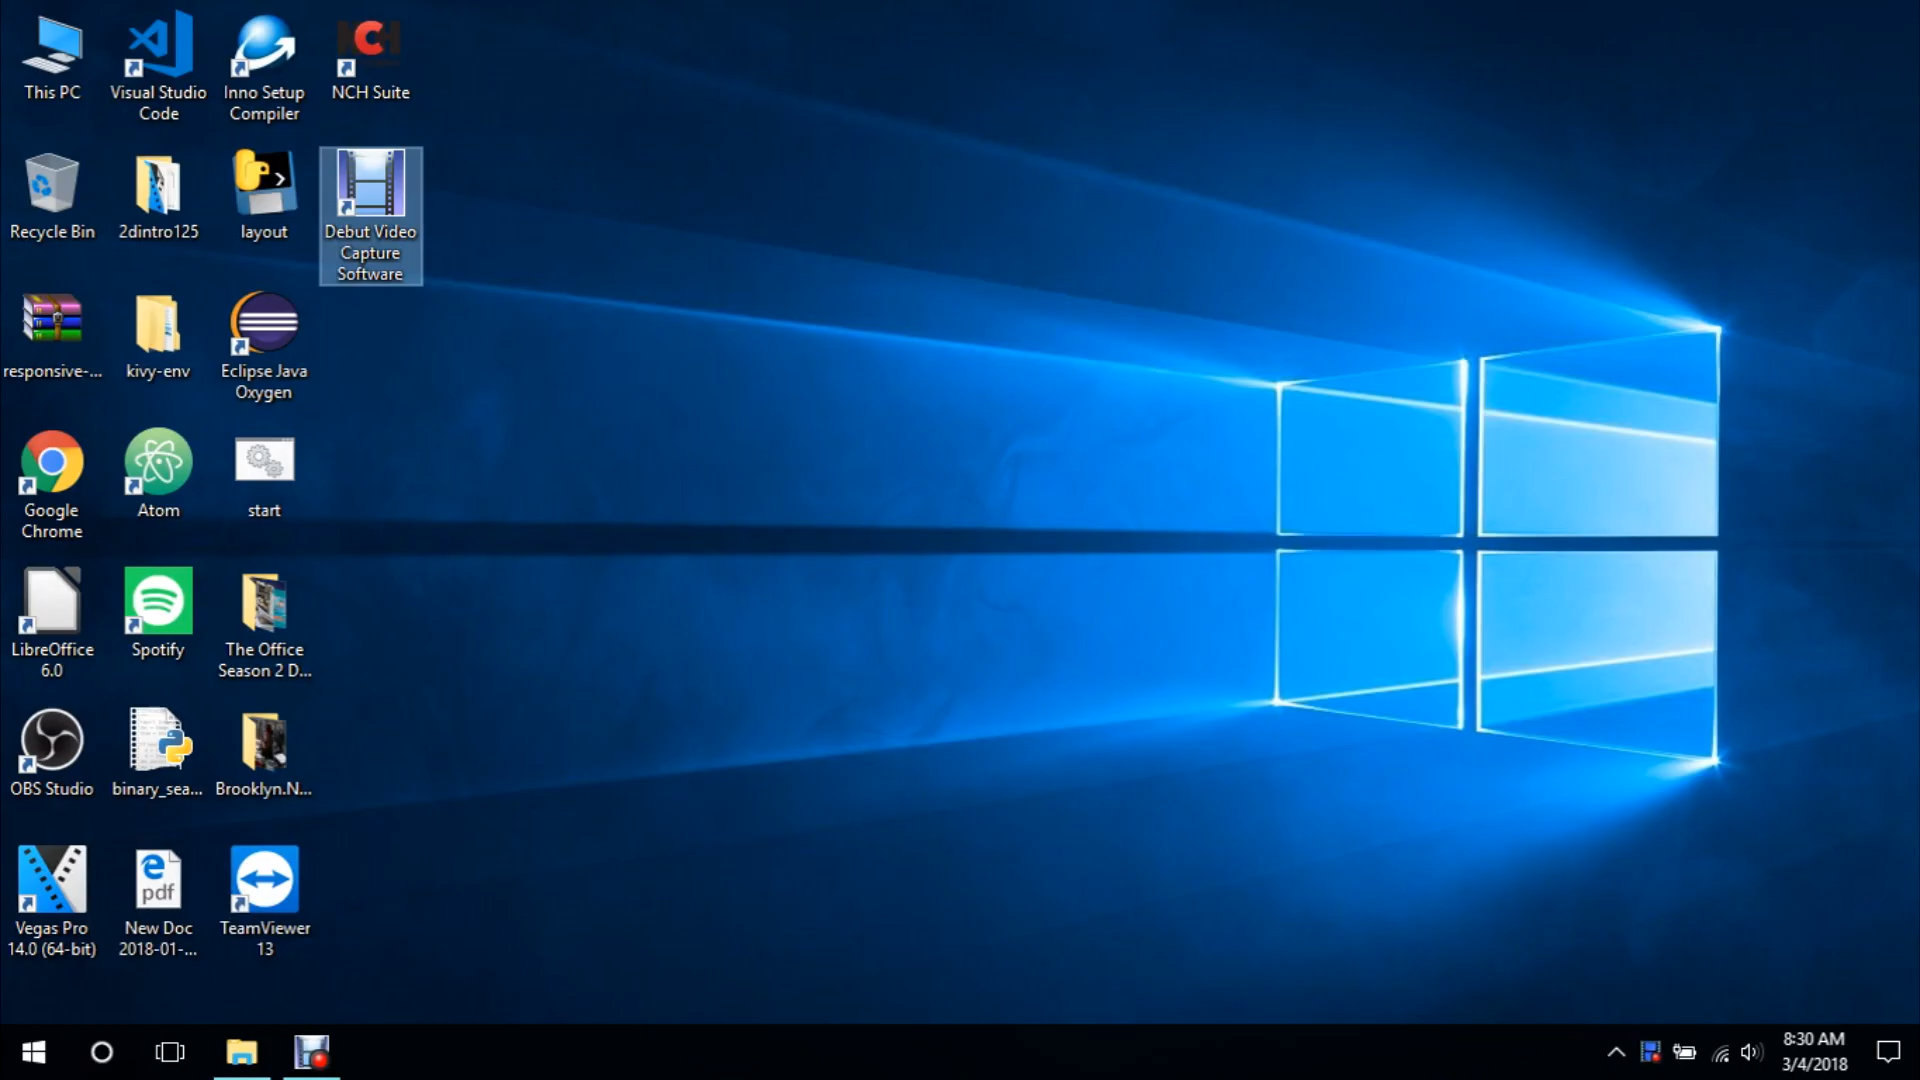 This PC
Visual Studio
Code
Inno Setup
Compiler
NCH
NCH Suite
Recycle Bin
2dintro125
layout
Debut Video
Capture
Software
responsive-...
kivy-env
Eclipse Java
Oxygen
Google
Chrome
Atom
start
LibreOffice
6.0
Spotify
The Office
Season 2 D...
OBS Studio
binary_sea...
Brooklyn.N...
pdf
Vegas Pro
14.0 (64-bit)
New Doc
2018-01-...
TeamViewer
13
8:30 AM
3/4/2018